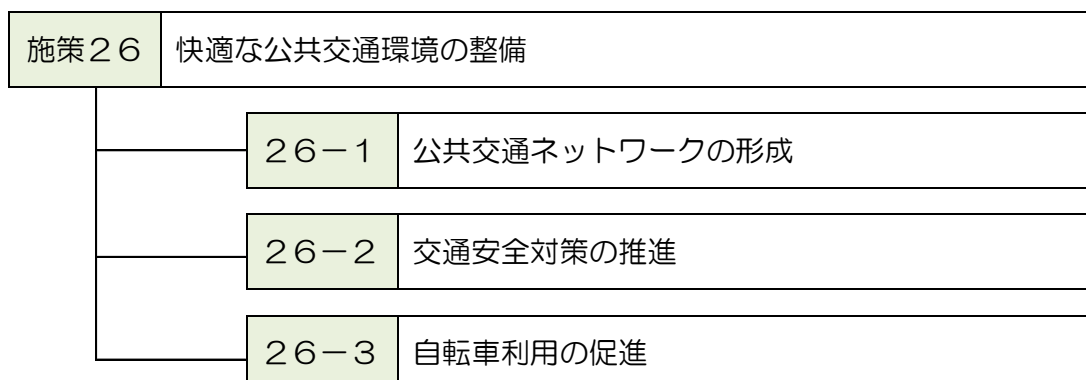 施策２６ 快適な公共交通環境の整備
２６－１ 公共交通ネットワークの形成
２６－２ 交通安全対策の推進
２６－３ 自転車利用の促進